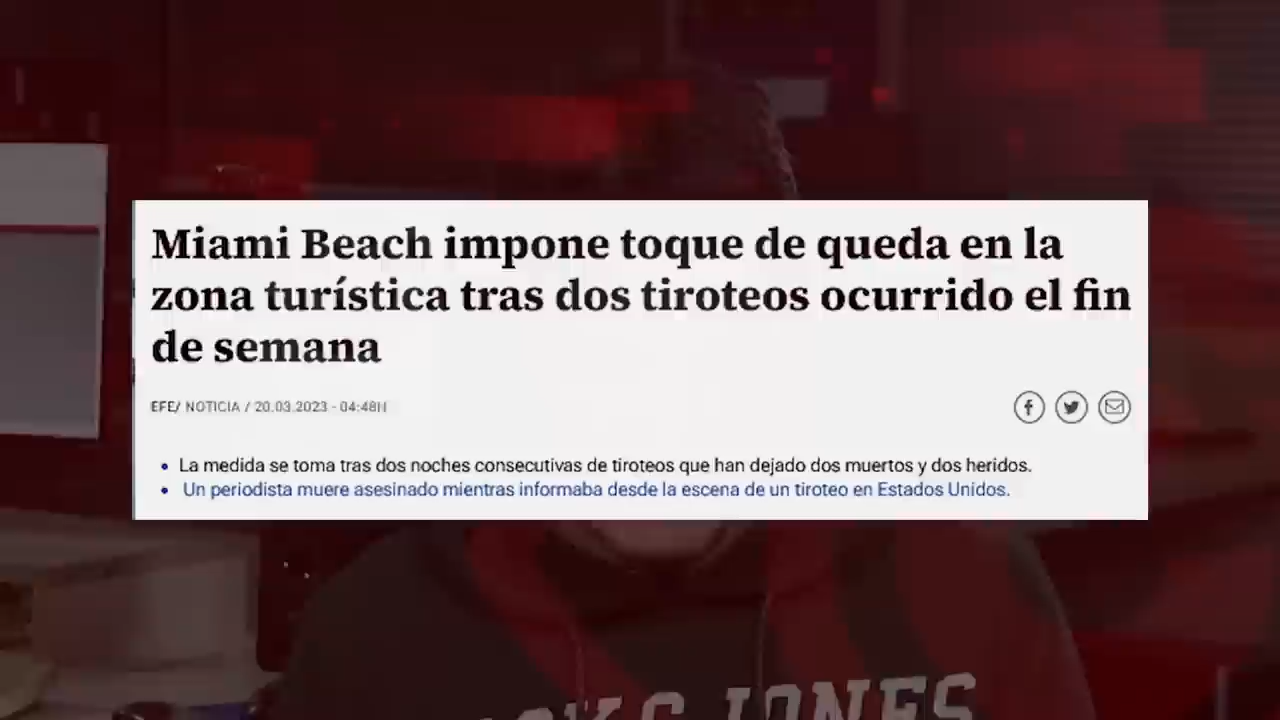 Miami Beach impone toque de queda en la
zona turística tras dos tiroteos ocurrido el fin
de semana
EFE/ NOTICIA / 20.03.2023 - 04:48H
La medida se toma tras dos noches consecutivas de tiroteos que han dejado dos muertos y dos heridos.
Un periodista muere asesinado mientras informaba desde la escena de un tiroteo en Estados Unidos.
JONES